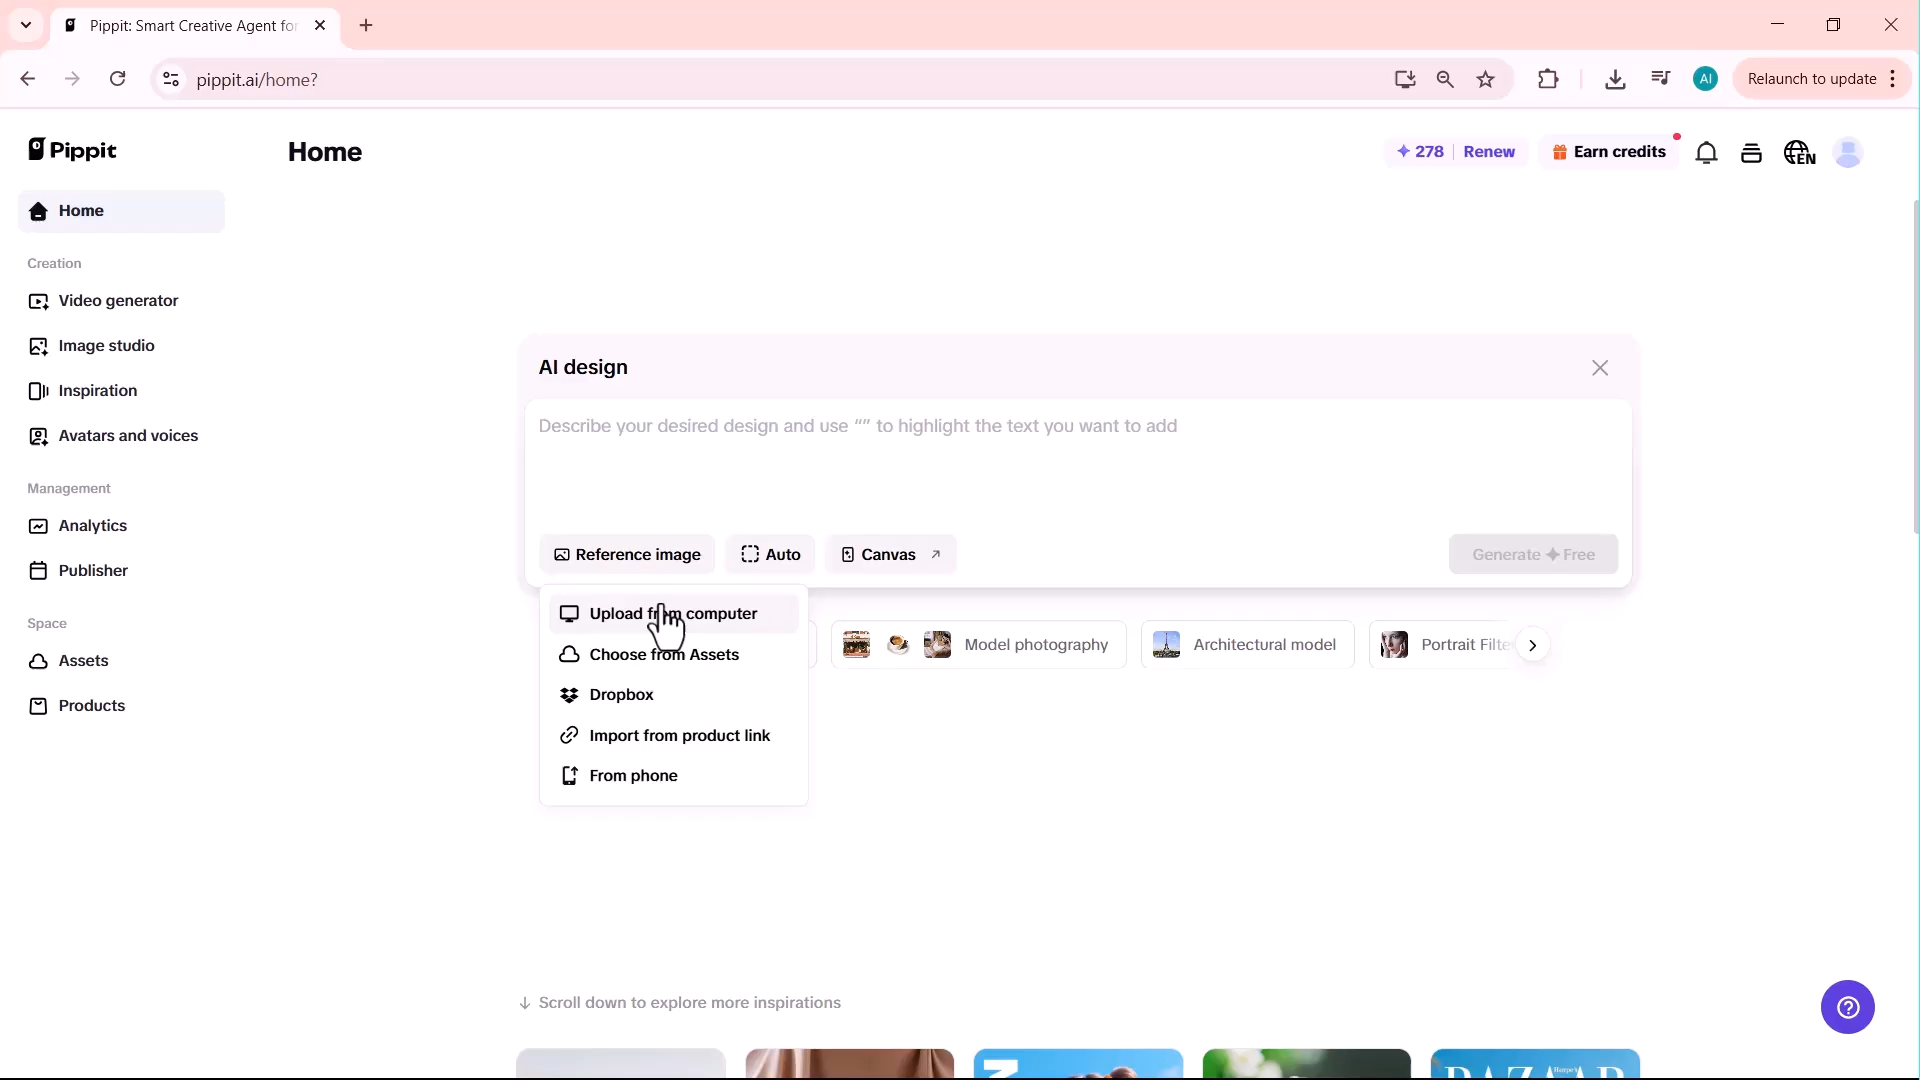 Pippit: Smart Creative Agent for
pippit.ai/home?
AI
Relaunch to update
Pippit
Home
278
Renew
Earn credits
EN
Home
Creation
Video generator
Image studio
Inspiration
Avatars and voices
Management
Analytics
Publisher
Space
Assets
Products
AI design
Describe your desired design and use “” to highlight the text you want to add
Reference image
Auto
Canvas
Generate Free
Upload from computer
Choose from Assets
Dropbox
Import from product link
From phone
Model photography
Architectural model
Portrait Filte
Scroll down to explore more inspirations
Harper's
BAZAAR